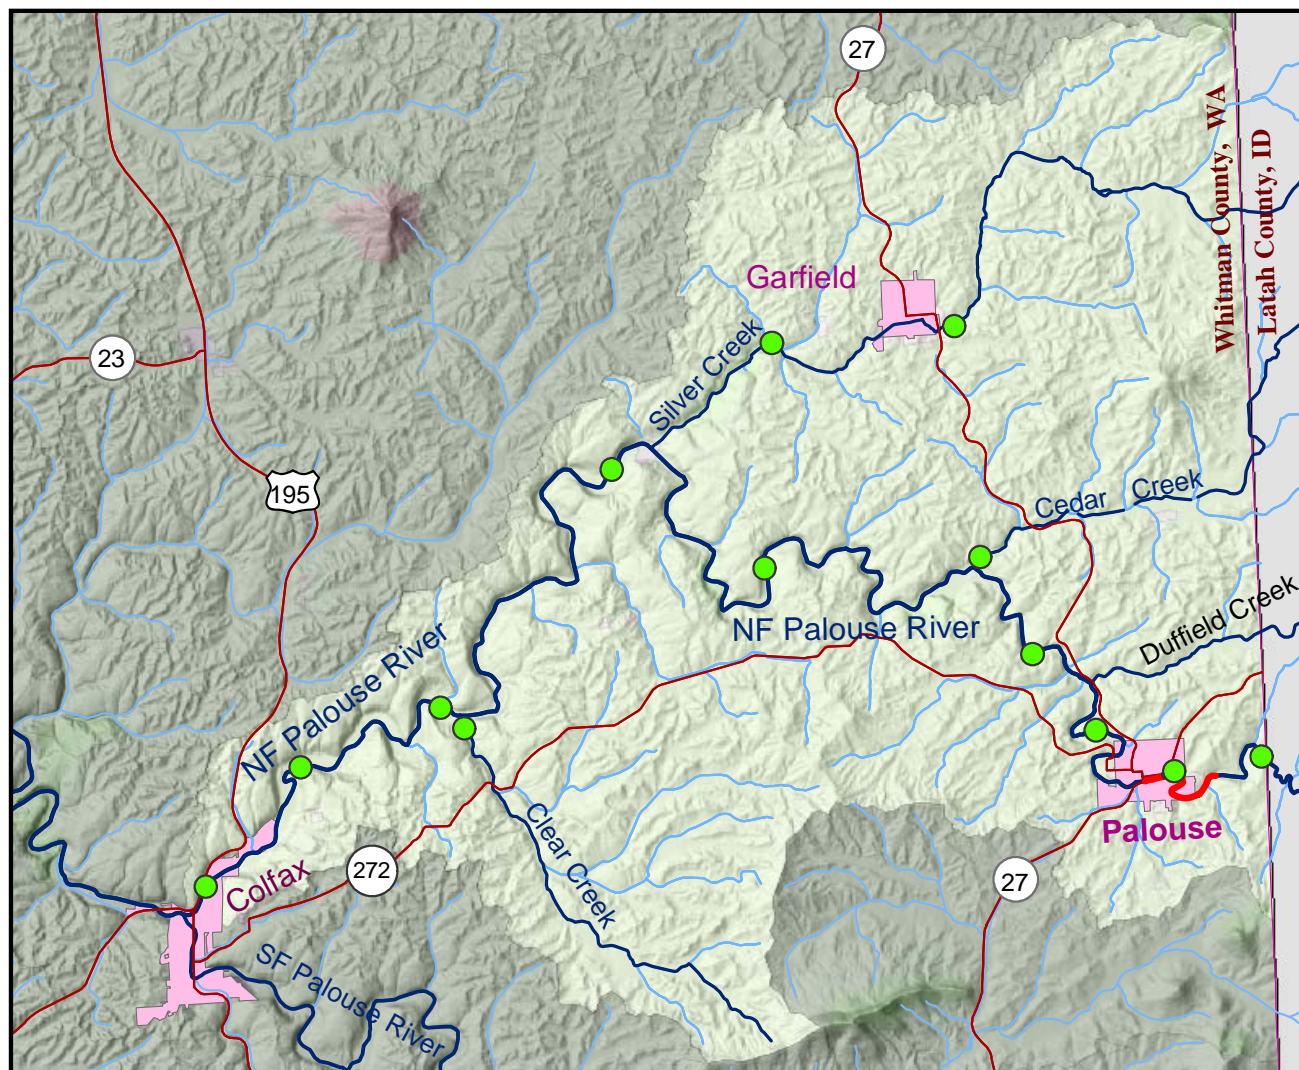 27
Whitman County, WA
Latah County, ID
Garfield
23
Silver Creek
195
Cedar Creek
Duffield Creek
NF Palouse River
NF Palouse River
Palouse
Clear Creek
272
27
Colfax
SF Palouse River